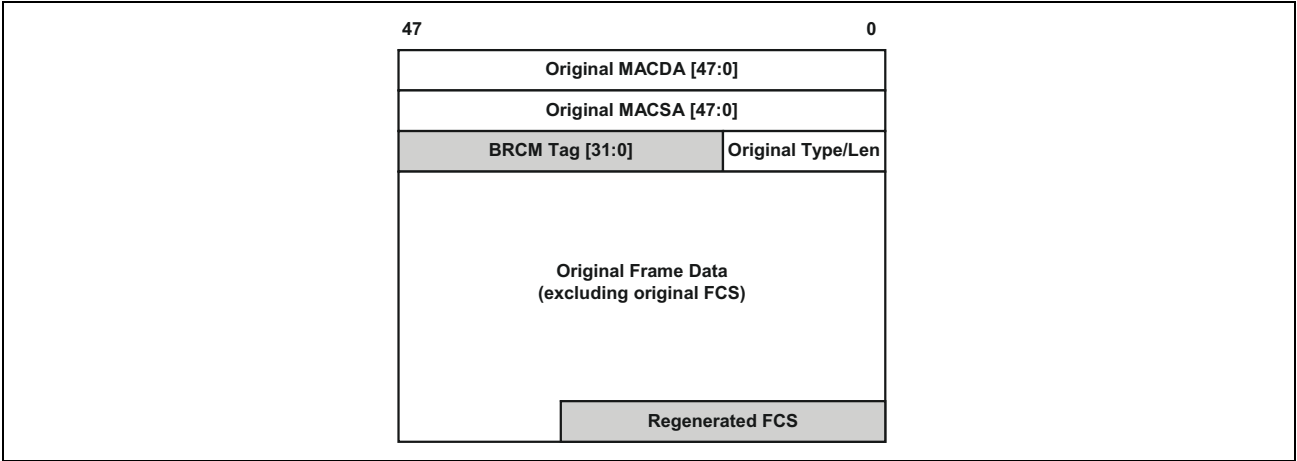 47 0
Original MACDA [47:0]
Original MACSA [47:0]
BRCM Tag [31:0] Original Type/Len
Original Frame Data
(excluding original FCS)
Regenerated FCS